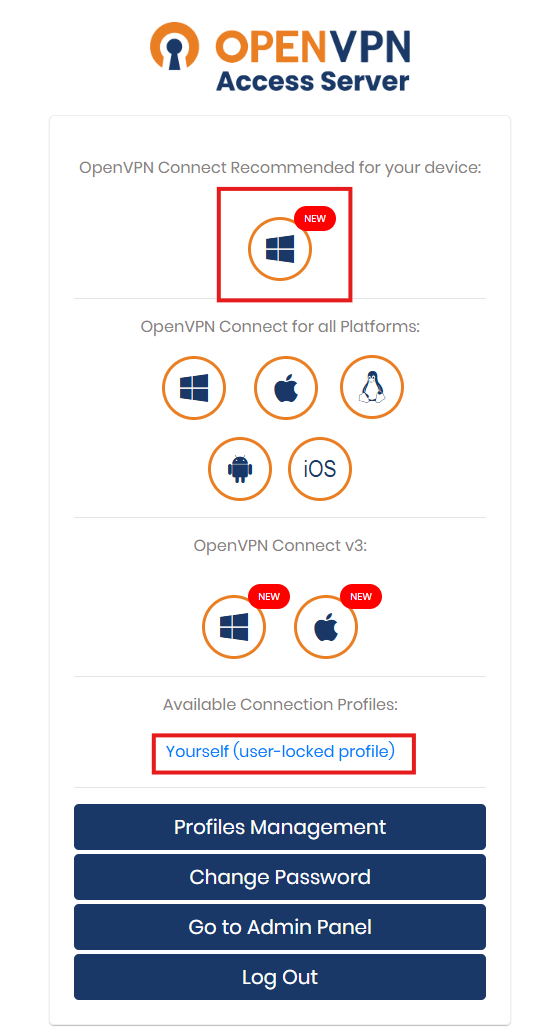 OPENVPN
Access Server
OpenVPN Connect Recommended for your device:
NEW
OpenVPN Connect for all Platforms:
iOS
OpenVPN Connect v3:
NEW NEW
Available Connection Profiles:
Yourself (user-locked profile)
Profiles Management
Change Password
Go to Admin Panel
Log Out